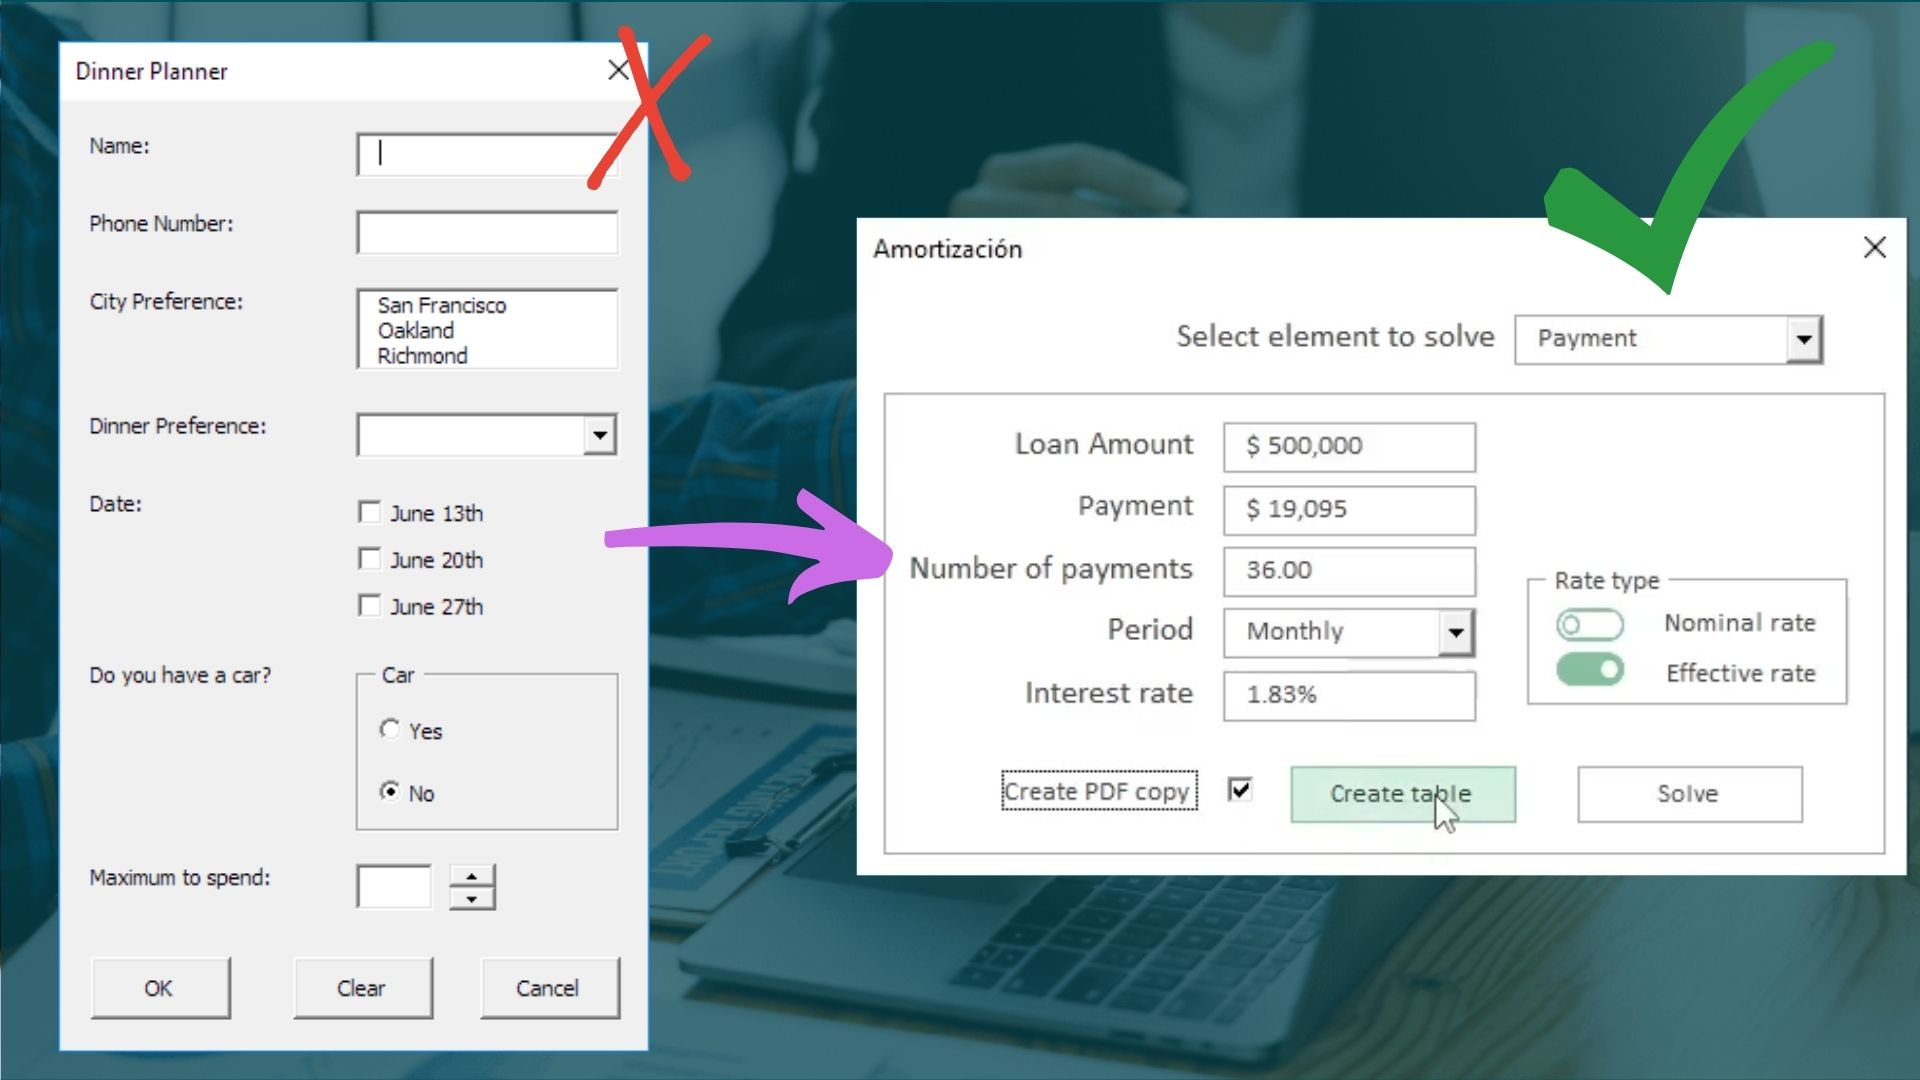 Dinner Planner
Name:
Phone Number:
City Preference:
San Francisco
Oakland
Richmond
Dinner Preference:
Date:
June 13th
June 20th
June 27th
Do you have a car?
Car
Yes
No
Maximum to spend:
OK
Clear
Cancel
Amortización
Select element to solve
Payment
Loan Amount
$ 500,000
Payment
$ 19,095
Number of payments
36.00
Period
Monthly
Interest rate
1.83%
Rate type
Nominal rate
Effective rate
Create PDF copy
Create table
Solve